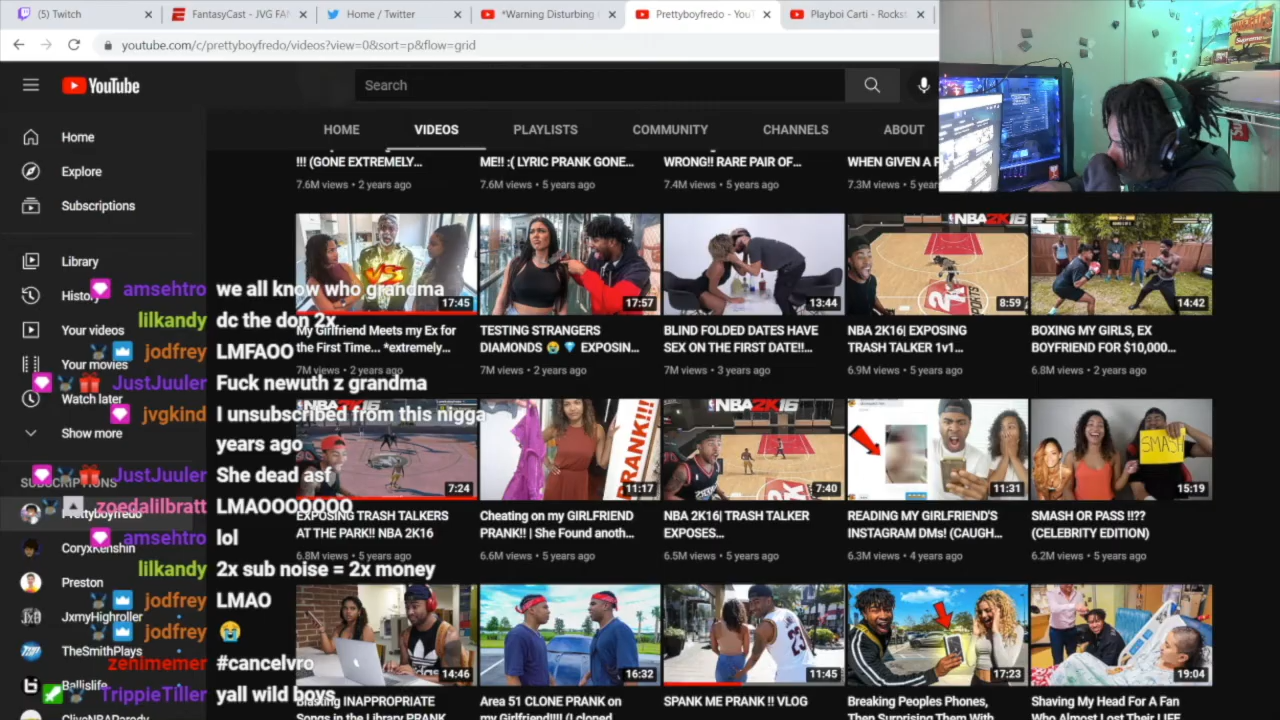 Twitch
FantasyCast - JVG FAN
Home / Twitter
*Warning Disturbing
Prettyboyfredo - YouT
Playboi Carti - Rockst
youtube.com/c/prettyboyfredo/videos?view=0&sort=p&flow=grid
YouTube
Search
HOME
VIDEOS
PLAYLISTS
COMMUNITY
CHANNELS
ABOUT
Home
Explore
Subscriptions
Library
Your videos
Your movies
Watch later
Show more
Prettyboyfredo
CoryxKenshin
Preston
JxmyHighroller
TheSmithPlays
Ballislife
!!! (GONE EXTREMELY...
7.6M views • 2 years ago
ME!! :( LYRIC PRANK GONE...
7.6M views • 5 years ago
WRONG!! RARE PAIR OF...
7.4M views • 5 years ago
WHEN GIVEN A
7.3M views • 5 years ago
VS
17:45
My Girlfriend Meets my Ex for
the First Time... *extremely...
7M views • 2 years ago
17:57
TESTING STRANGERS
DIAMONDS 😭 💎 EXPOSIN...
7M views • 2 years ago
13:44
BLIND FOLDED DATES HAVE
SEX ON THE FIRST DATE!!...
7M views • 3 years ago
NBA2K16
8:59
NBA 2K16| EXPOSING
TRASH TALKER 1v1...
6.9M views • 5 years ago
14:42
BOXING MY GIRLS, EX
BOYFRIEND FOR $10,000...
6.8M views • 2 years ago
7:24
EXPOSING TRASH TALKERS
AT THE PARK!! NBA 2K16
6.8M views • 5 years ago
PRANK!!!
11:17
Cheating on my GIRLFRIEND
PRANK!! | She Found anoth...
6.6M views • 5 years ago
NBA2K16
7:40
NBA 2K16| TRASH TALKER
EXPOSES...
6.5M views • 5 years ago
11:31
READING MY GIRLFRIEND'S
INSTAGRAM DMs! (CAUGH...
6.3M views • 4 years ago
SMASH
15:19
SMASH OR PASS !!??
(CELEBRITY EDITION)
6.2M views • 5 years ago
14:46
Blasting INAPPROPRIATE
Songs in the Library PRANK
16:32
Area 51 CLONE PRANK on
my Girlfriend!!!! (I cloned
23
11:45
SPANK ME PRANK !! VLOG
17:23
Breaking Peoples Phones,
Then Surprising Them With
19:04
Shaving My Head For A Fan
Who Almost Lost Their LIFE
amsehtro we all know who grandma
lilkandy dc the don 2x
jodfrey LMFAOO
JustJuuler Fuck newuth z grandma
jvgkind I unsubscribed from this nigga
years ago
JustJuuler She dead asf
zoedalilbratt LMAOOOOOOO
amsehtro lol
lilkandy 2x sub noise = 2x money
jodfrey LMAO
jodfrey 😭
zenimemer #cancelvro
TrippieTiller yall wild boys